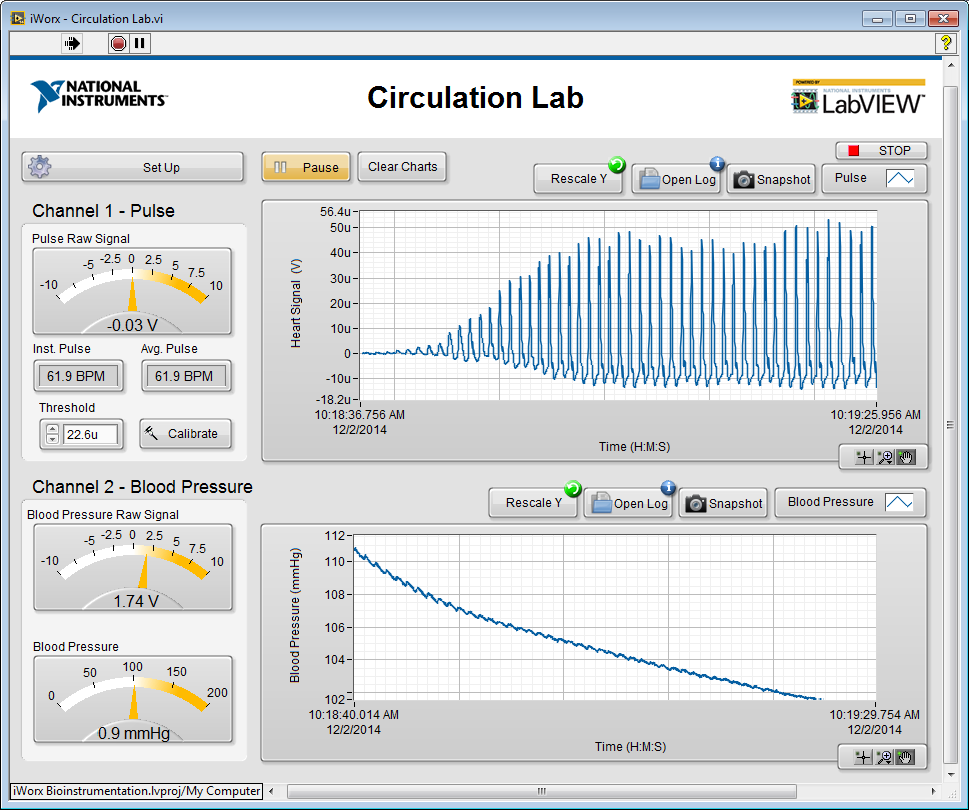 iWorx - Circulation Lab.vi
?
NATIONAL
INSTRUMENTS™
Circulation Lab
POWERED BY
NATIONAL INSTRUMENTS
LabVIEW™
STOP
Set Up
Pause
Clear Charts
Rescale Y
Open Log
i
Snapshot
Pulse
Channel 1 - Pulse
Pulse Raw Signal
-10 -5 -2.5 0 2.5 5 7.5 10
-0.03 V
Inst. Pulse Avg. Pulse
61.9 BPM 61.9 BPM
Threshold
22.6u
Calibrate
Heart Signal (V)
56.4u
50u
40u
30u
20u
10u
0
-10u
-18.2u
10:18:36.756 AM 10:19:25.956 AM
12/2/2014 12/2/2014
Time (H:M:S)
Channel 2 - Blood Pressure
Rescale Y
Open Log
i
Snapshot
Blood Pressure
Blood Pressure Raw Signal
-10 -5 -2.5 0 2.5 5 7.5 10
1.74 V
Blood Pressure
0 50 100 150 200
0.9 mmHg
Blood Pressure (mmHg)
112
110
108
106
104
102
10:18:40.014 AM 10:19:29.754 AM
12/2/2014 12/2/2014
Time (H:M:S)
iWorx Bioinstrumentation.lvproj/My Computer